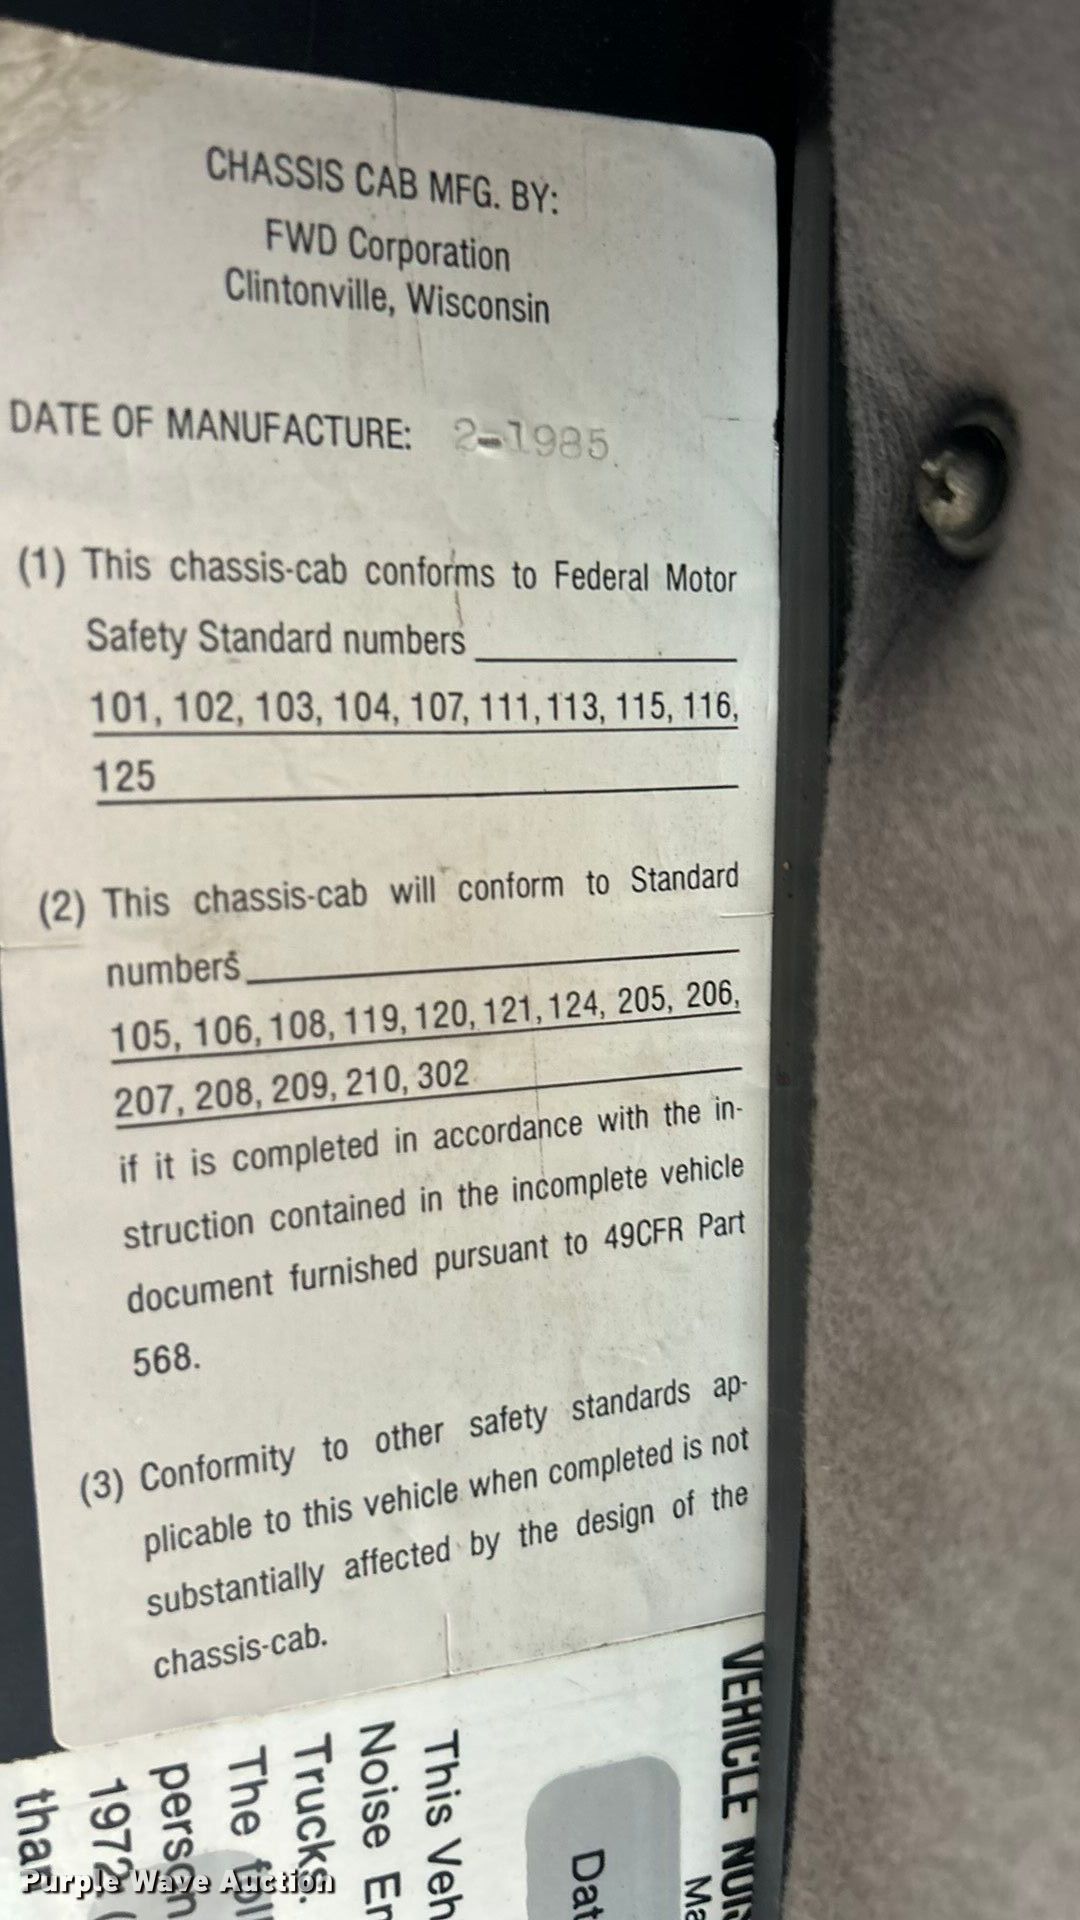 CHASSIS CAB MFG. BY:
FWD Corporation
Clintonville, Wisconsin
DATE OF MANUFACTURE: 2-1985
(1) This chassis-cab conforms to Federal Motor
Safety Standard numbers
101, 102, 103, 104, 107, 111, 113, 115, 116,
125
(2) This chassis-cab will conform to Standard
numbers
105, 106, 108, 119, 120, 121, 124, 205, 206,
207, 208, 209, 210, 302
if it is completed in accordance with the in-
struction contained in the incomplete vehicle
document furnished pursuant to 49CFR Part
568.
(3) Conformity to other safety standards ap-
plicable to this vehicle when completed is not
substantially affected by the design of the
chassis-cab.
VEHICLE
Ma
Dat
This Veh
Noise En
Trucks.
The
person
1972
than
Purple Wave Auction